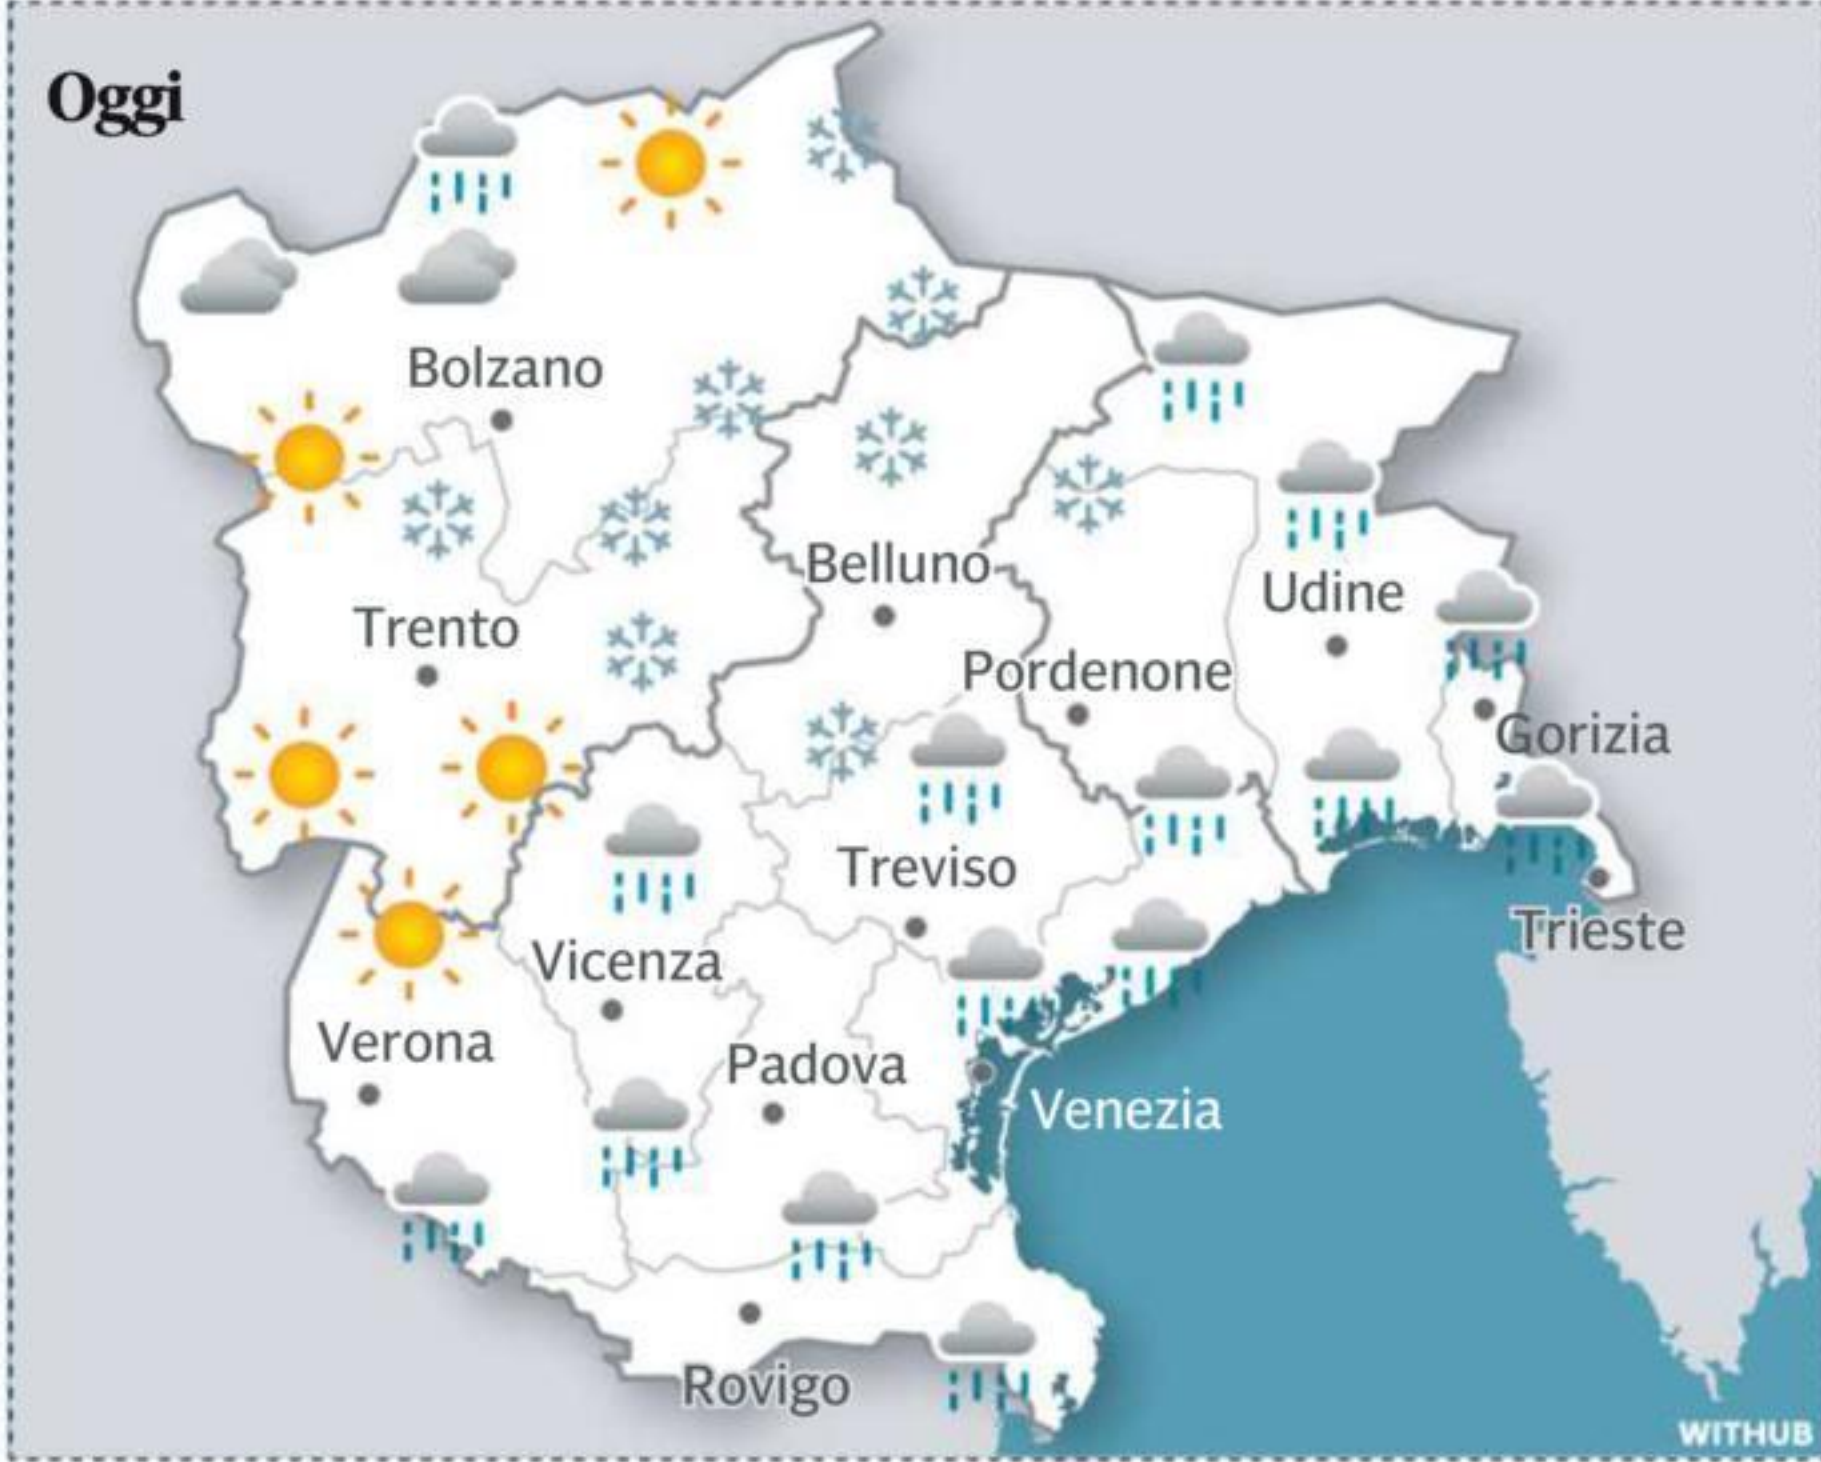 Oggi
Bolzano
Belluno
Udine
Trento
Pordenone
Gorizia
Treviso
Trieste
Vicenza
Verona
Padova
Venezia
Rovigo
WITHUB